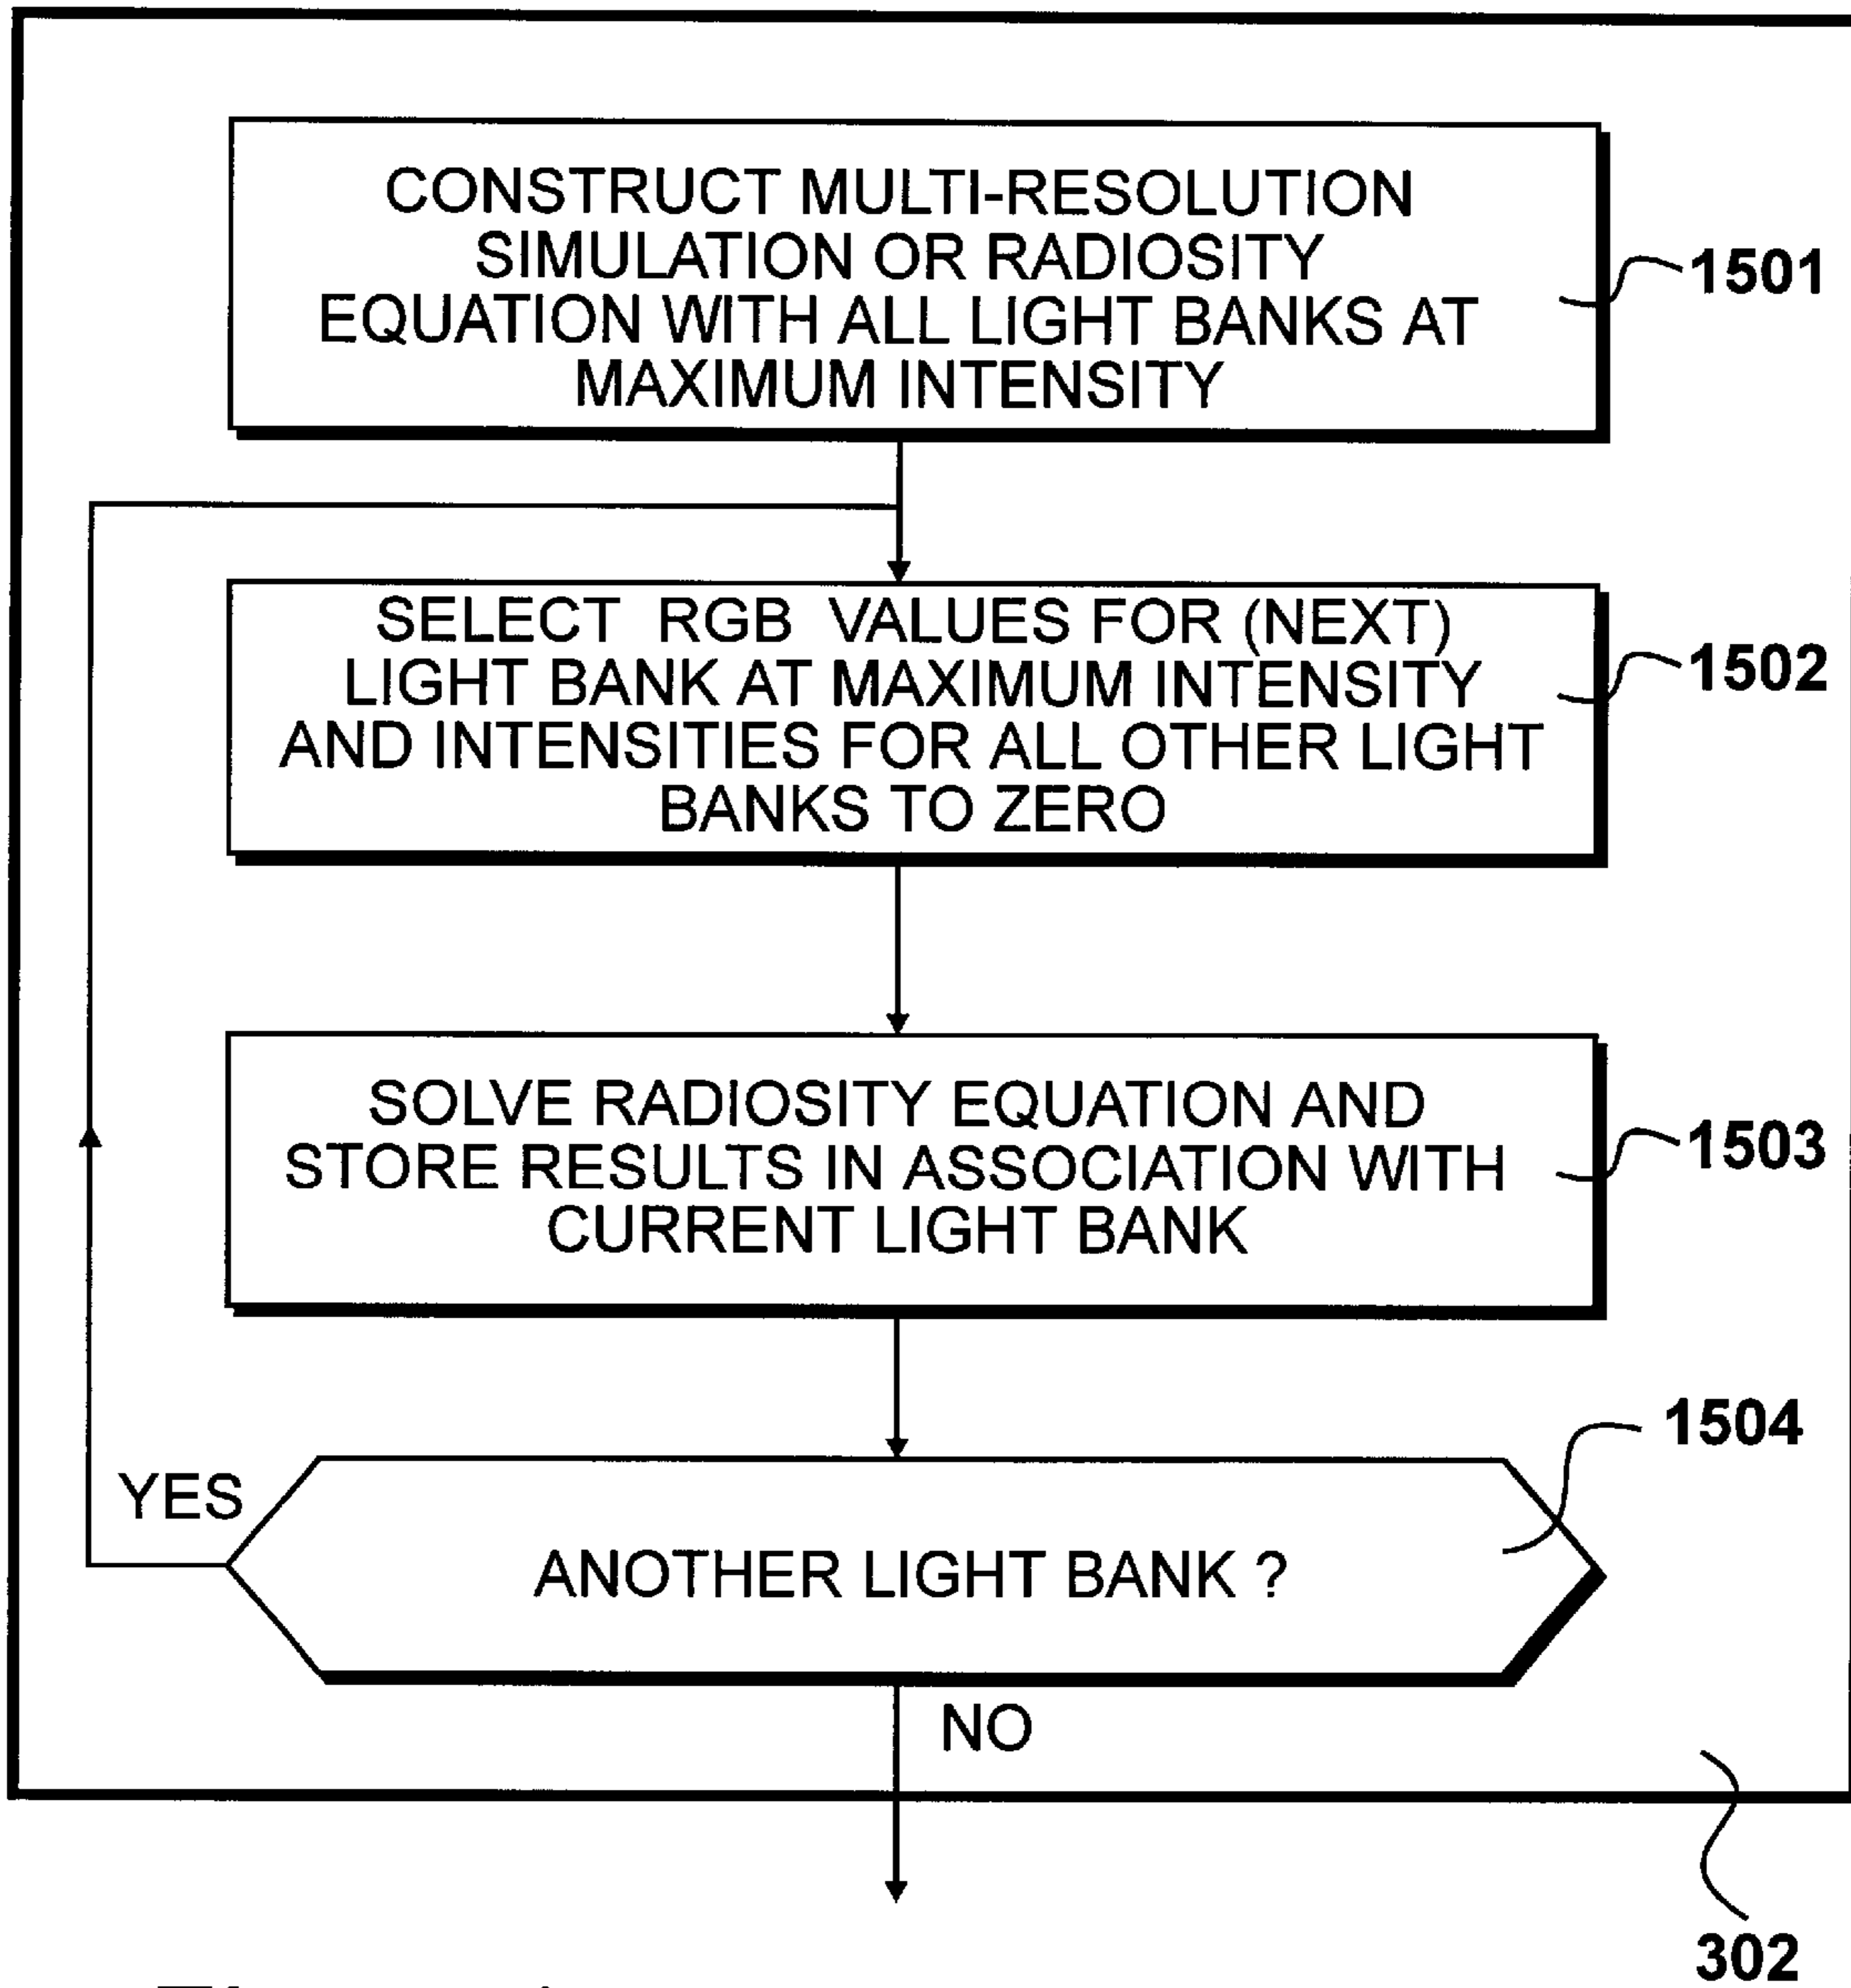 CONSTRUCT MULTI-RESOLUTION
SIMULATION OR RADIOSITY
EQUATION WITH ALL LIGHT BANKS AT
MAXIMUM INTENSITY
1501
SELECT RGB VALUES FOR (NEXT)
LIGHT BANK AT MAXIMUM INTENSITY
AND INTENSITIES FOR ALL OTHER LIGHT
BANKS TO ZERO
1502
SOLVE RADIOSITY EQUATION AND
STORE RESULTS IN ASSOCIATION WITH
CURRENT LIGHT BANK
1503
1504
YES
ANOTHER LIGHT BANK ?
NO
302